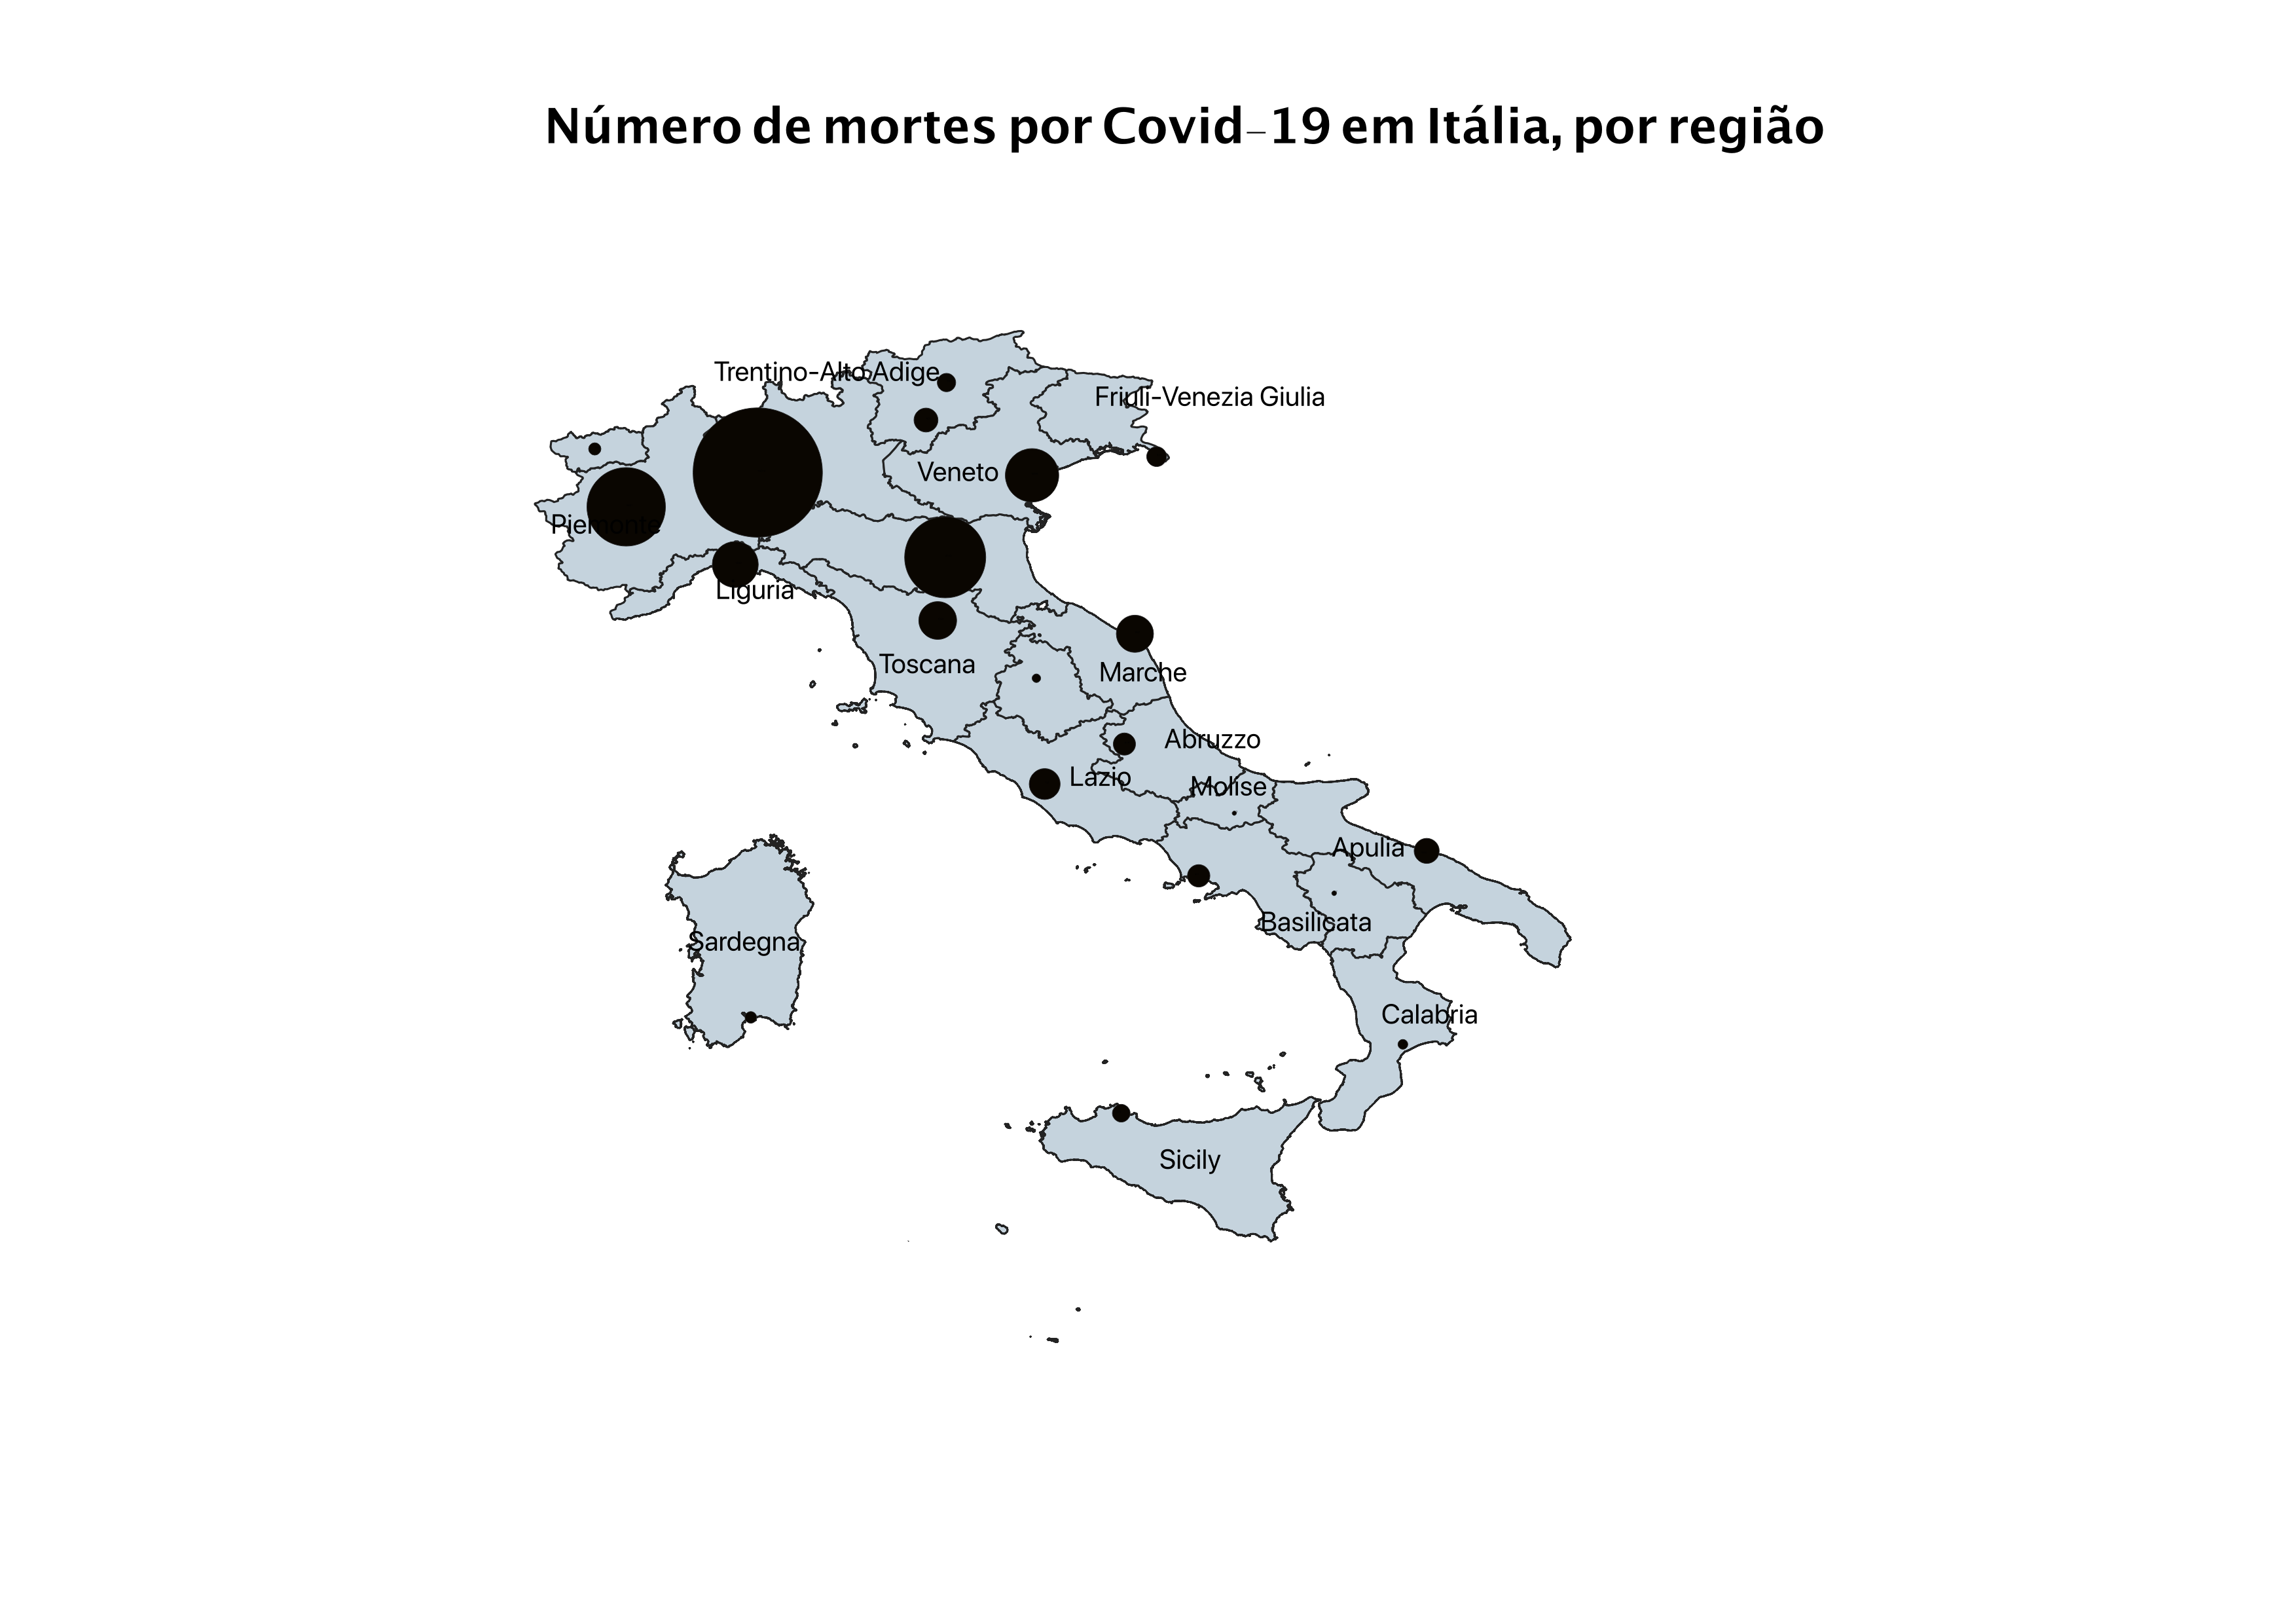 Número de mortes por Covid-19 em Itália, por região
Trentino-Alto Adige
Friuli-Venezia Giulia
Veneto
Piemonte
Liguria
Toscana
Marche
Abruzzo
Lazio
Molise
Apulia
Basilicata
Sardegna
Calabria
Sicily